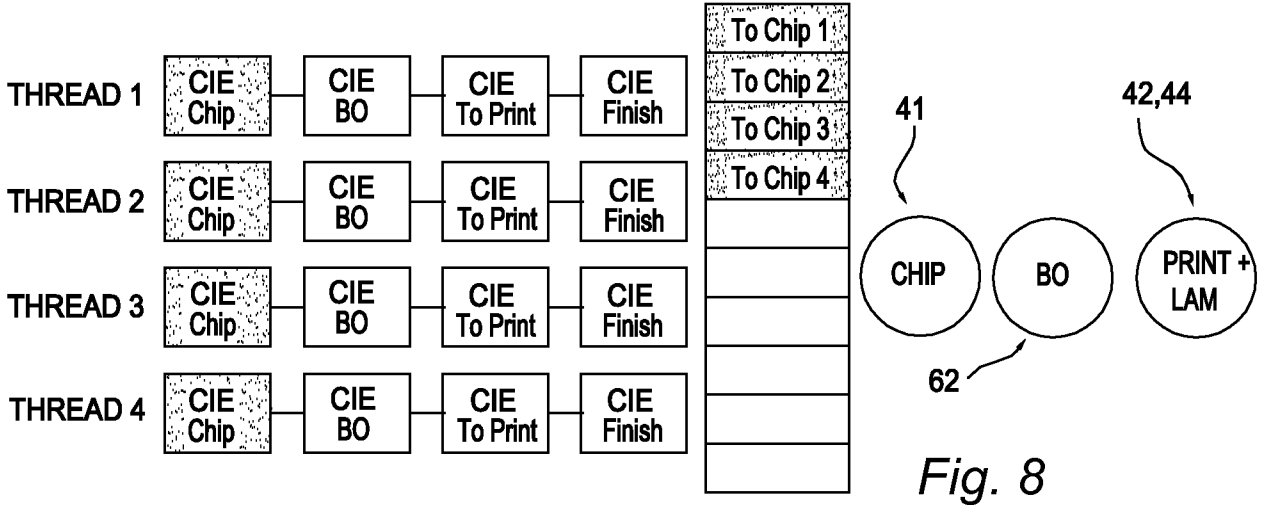 THREAD 1
CIE
Chip
CIE
BO
CIE
To Print
CIE
Finish
THREAD 2
CIE
Chip
CIE
BO
CIE
To Print
CIE
Finish
THREAD 3
CIE
Chip
CIE
BO
CIE
To Print
CIE
Finish
THREAD 4
CIE
Chip
CIE
BO
CIE
To Print
CIE
Finish
To Chip 1
To Chip 2
To Chip 3
To Chip 4
41
42,44
CHIP
BO
PRINT +
LAM
62
Fig. 8